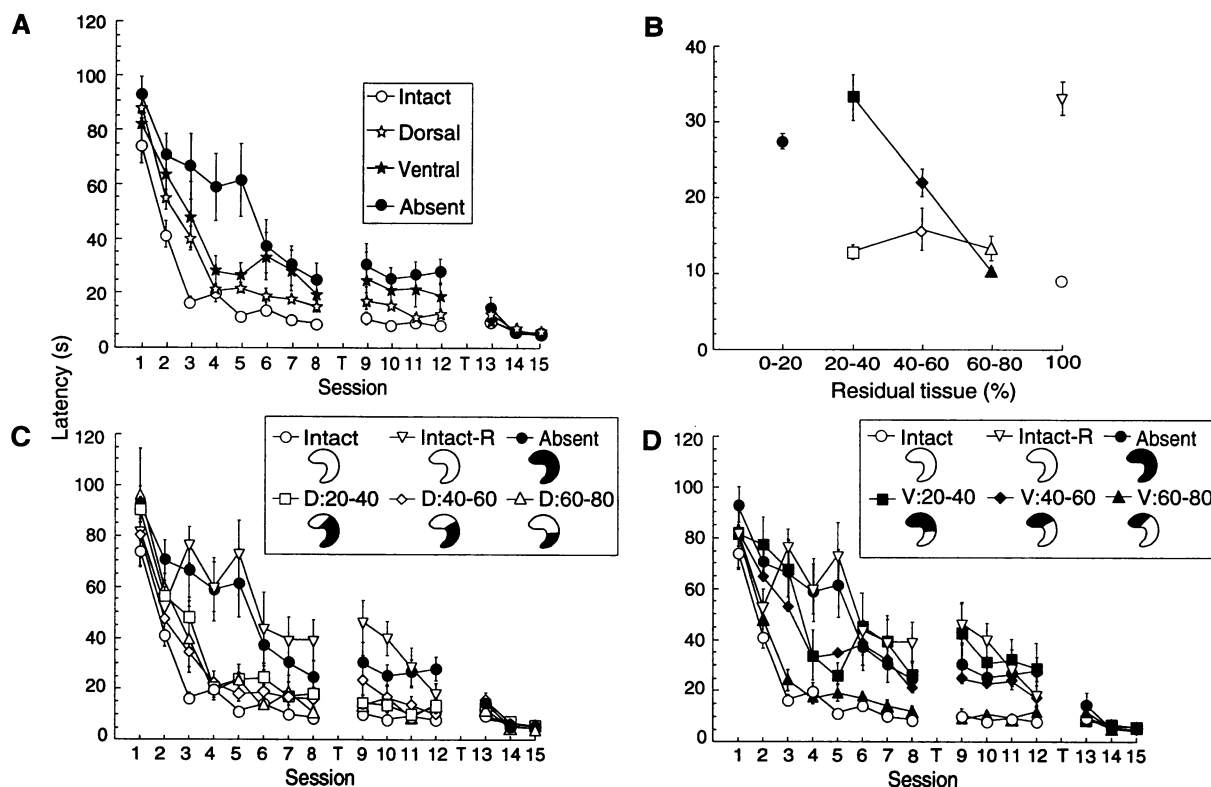 A
Latency (s)
120
100
80
60
40
20
0
Intact
Dorsal
Ventral
Absent
1 2 3 4 5 6 7 8 T 9 10 11 12 T 13 14 15
Session
B
40
30
20
10
0
0-20 20-40 40-60 60-80 100
Residual tissue (%)
C
120
100
80
60
40
20
0
Intact Intact-R Absent
D:20-40 D:40-60 D:60-80
1 2 3 4 5 6 7 8 T 9 10 11 12 T 13 14 15
Session
D
120
100
80
60
40
20
0
Intact Intact-R Absent
V:20-40 V:40-60 V:60-80
1 2 3 4 5 6 7 8 T 9 10 11 12 T 13 14 15
Session